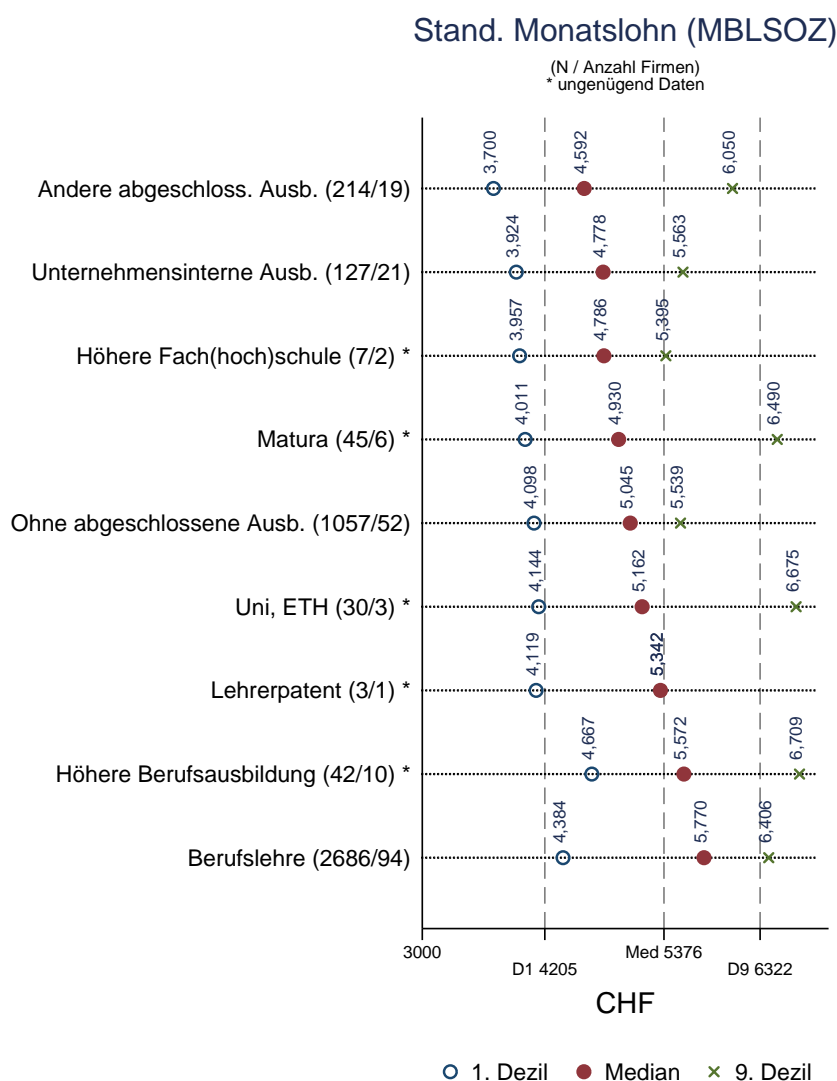 Stand. Monatslohn (MBLSOZ)
(N / Anzahl Firmen)
* ungenügend Daten
Andere abgeschloss. Ausb. (214/19)
3,700
4,592
6,050
Unternehmensinterne Ausb. (127/21)
3,924
4,778
5,563
Höhere Fach(hoch)schule (7/2) *
3,957
4,786
5,395
Matura (45/6) *
4,011
4,930
6,490
Ohne abgeschlossene Ausb. (1057/52)
4,098
5,045
5,539
Uni, ETH (30/3) *
4,144
5,162
6,675
Lehrerpatent (3/1) *
4,119
5,342
Höhere Berufsausbildung (42/10) *
4,667
5,572
6,709
Berufslehre (2686/94)
4,384
5,770
6,406
3000
D1 4205
Med 5376
D9 6322
CHF
1. Dezil
Median
9. Dezil